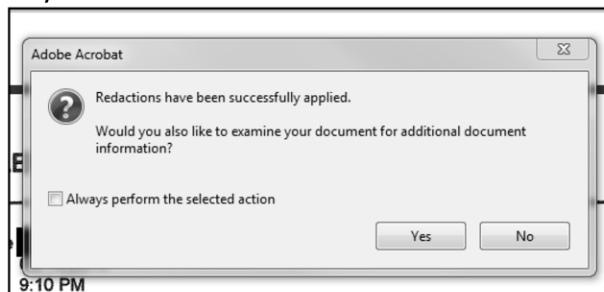 Adobe Acrobat
Redactions have been successfully applied.
Would you also like to examine your document for additional document
information?
Always perform the selected action
Yes No
9:10 PM